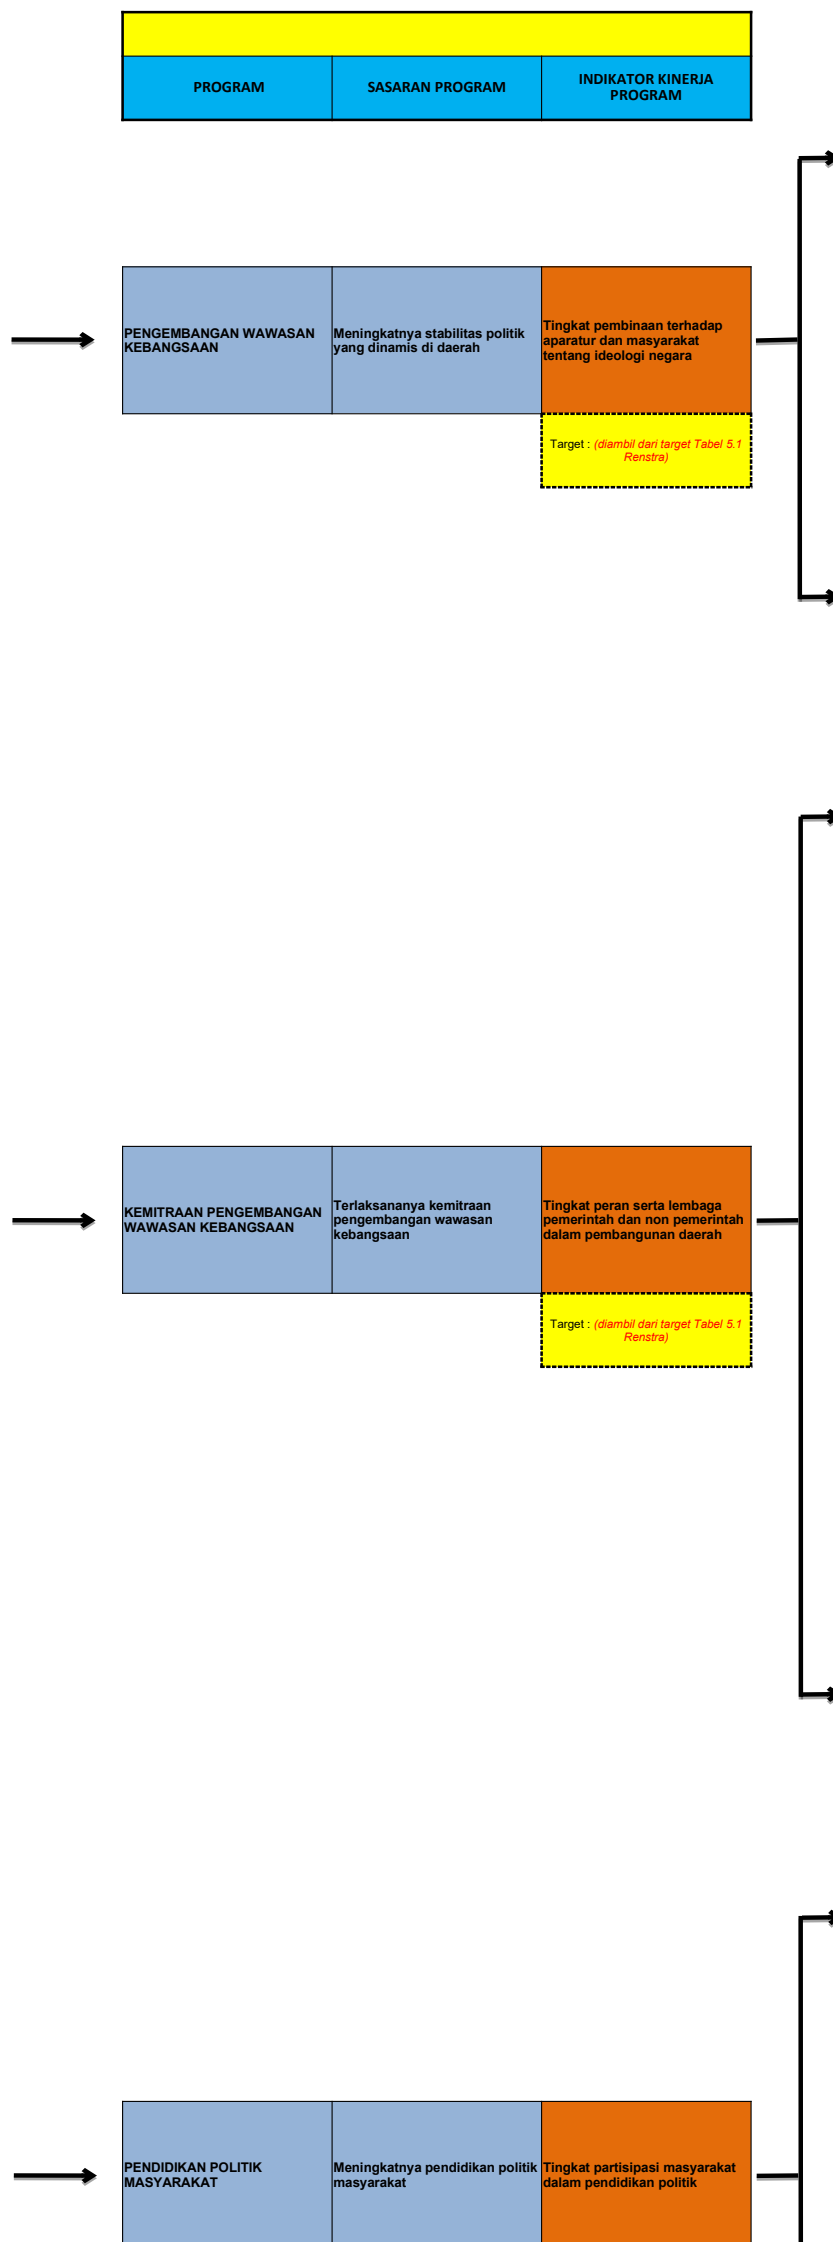 PROGRAM
SASARAN PROGRAM
INDIKATOR KINERJA
PROGRAM
PENGEMBANGAN WAWASAN
KEBANGSAAN
Meningkatnya stabilitas politik
yang dinamis di daerah
Tingkat pembinaan terhadap
aparatur dan masyarakat
tentang ideologi negara
Target : (diambil dari target Tabel 5.1
Renstra)
KEMITRAAN PENGEMBANGAN
WAWASAN KEBANGSAAN
Terlaksananya kemitraan
pengembangan wawasan
kebangsaan
Tingkat peran serta lembaga
pemerintah dan non pemerintah
dalam pembangunan daerah
Target : (diambil dari target Tabel 5.1
Renstra)
PENDIDIKAN POLITIK
MASYARAKAT
Meningkatnya pendidikan politik
masyarakat
Tingkat partisipasi masyarakat
dalam pendidikan politik